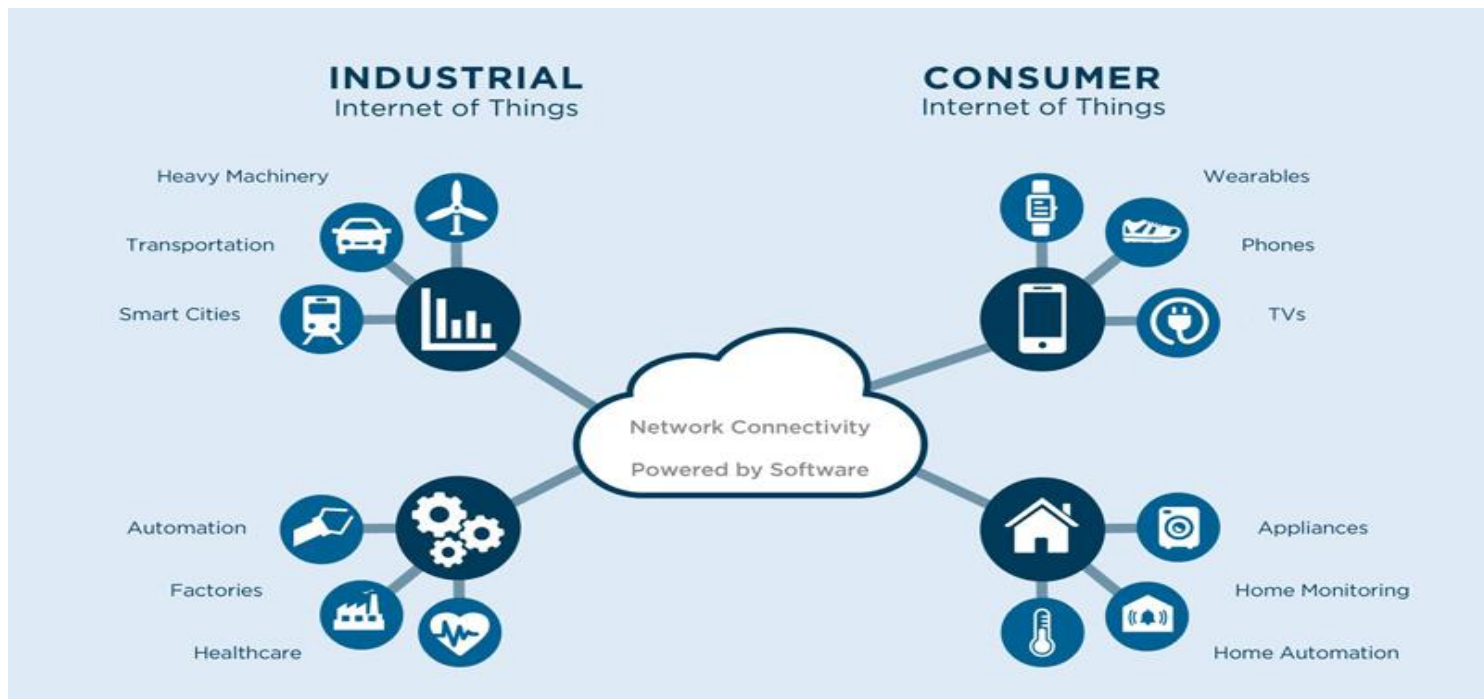 INDUSTRIAL
Internet of Things
CONSUMER
Internet of Things
Heavy Machinery
Transportation
Smart Cities
Wearables
Phones
TVs
Network Connectivity
Powered by Software
Automation
Factories
Healthcare
Appliances
Home Monitoring
Home Automation